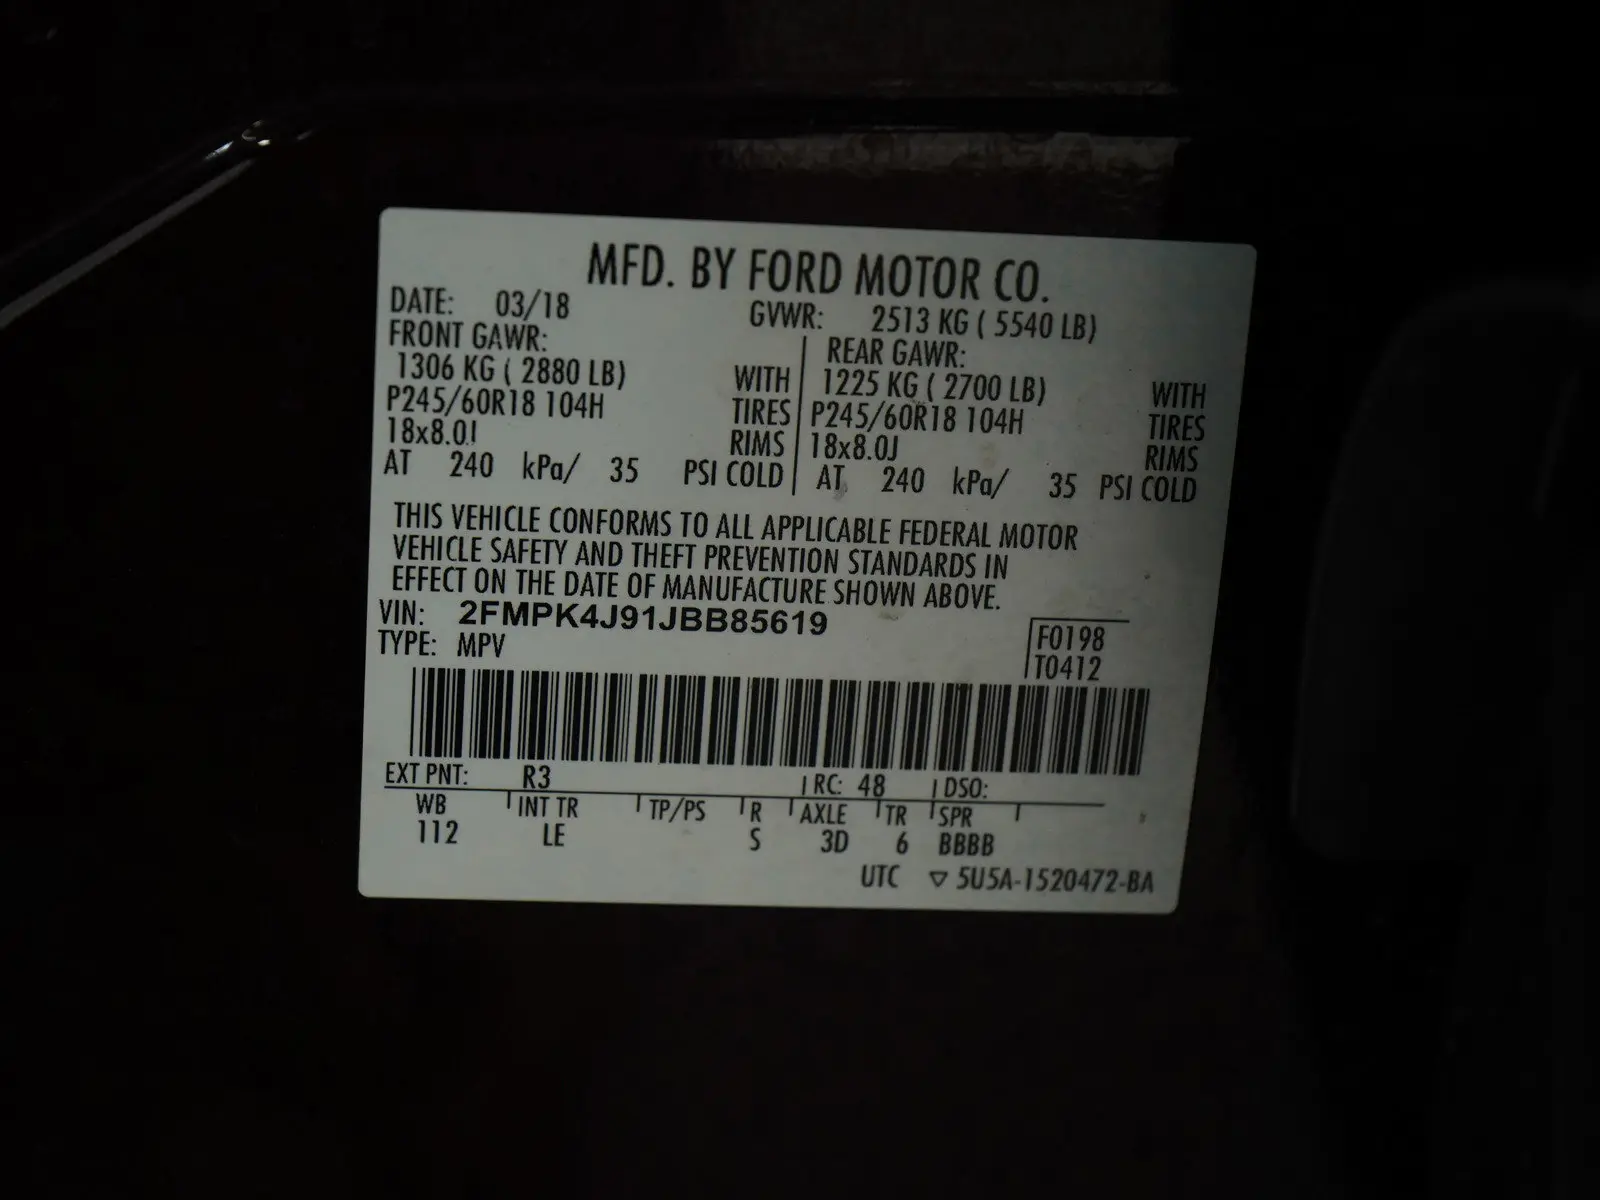 MFD. BY FORD MOTOR CO.
DATE: 03/18 GVWR: 2513 KG ( 5540 LB)
FRONT GAWR: REAR GAWR:
1306 KG ( 2880 LB) WITH 1225 KG ( 2700 LB) WITH
P245/60R18 104H TIRES P245/60R18 104H TIRES
18x8.0J RIMS 18x8.0J RIMS
AT 240 kPa/ 35 PSI COLD AT 240 kPa/ 35 PSI COLD
THIS VEHICLE CONFORMS TO ALL APPLICABLE FEDERAL MOTOR
VEHICLE SAFETY AND THEFT PREVENTION STANDARDS IN
EFFECT ON THE DATE OF MANUFACTURE SHOWN ABOVE.
VIN: 2FMPK4J91JBB85619
TYPE: MPV
F0198
T0412
EXT PNT: R3 RC: 48 DSO:
WB INT TR TP/PS R AXLE TR SPR
112 LE S 3D 6 BBBB
UTC ▽ 5U5A-1520472-BA